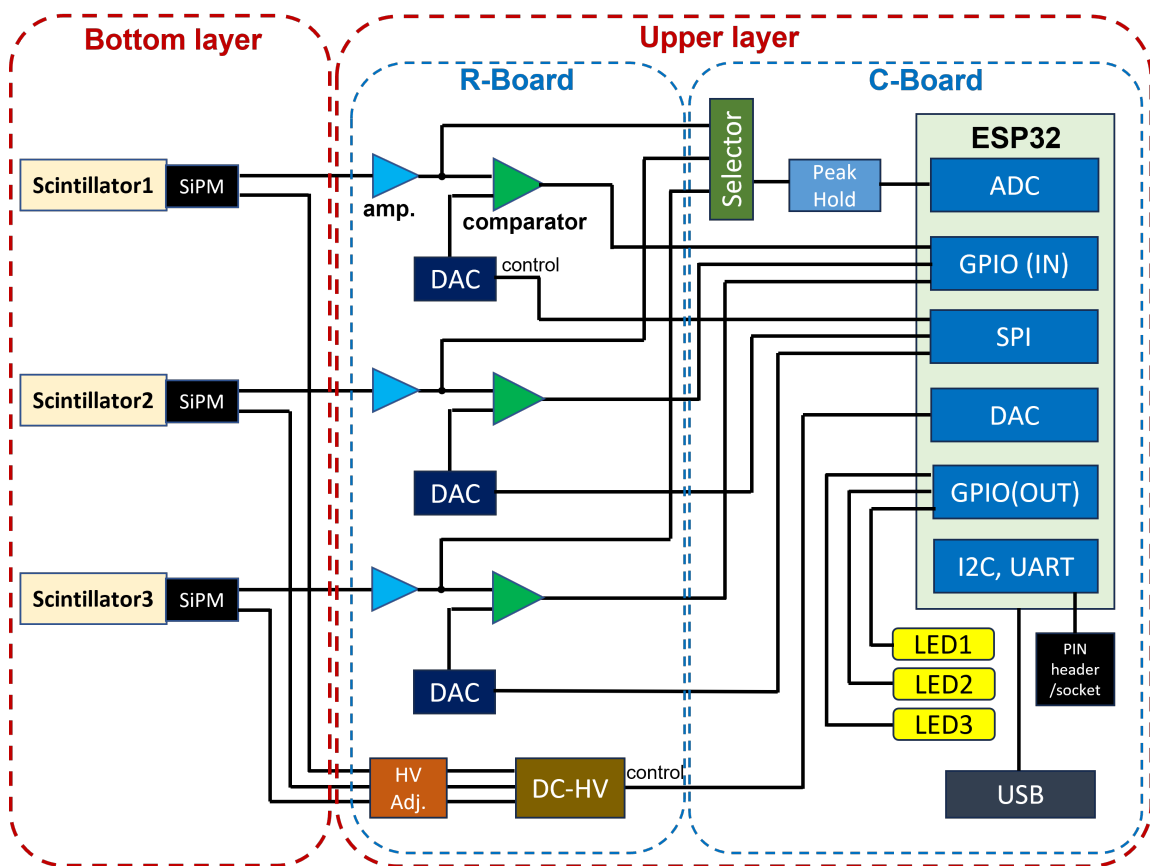 Bottom layer
Upper layer
R-Board
C-Board
Scintillator1
SiPM
amp.
comparator
DAC
control
Selector
Peak
Hold
ESP32
ADC
GPIO (IN)
SPI
DAC
GPIO(OUT)
I2C, UART
Scintillator2
SiPM
DAC
Scintillator3
SiPM
DAC
LED1
LED2
LED3
PIN
header
/socket
HV
Adj.
DC-HV
control
USB